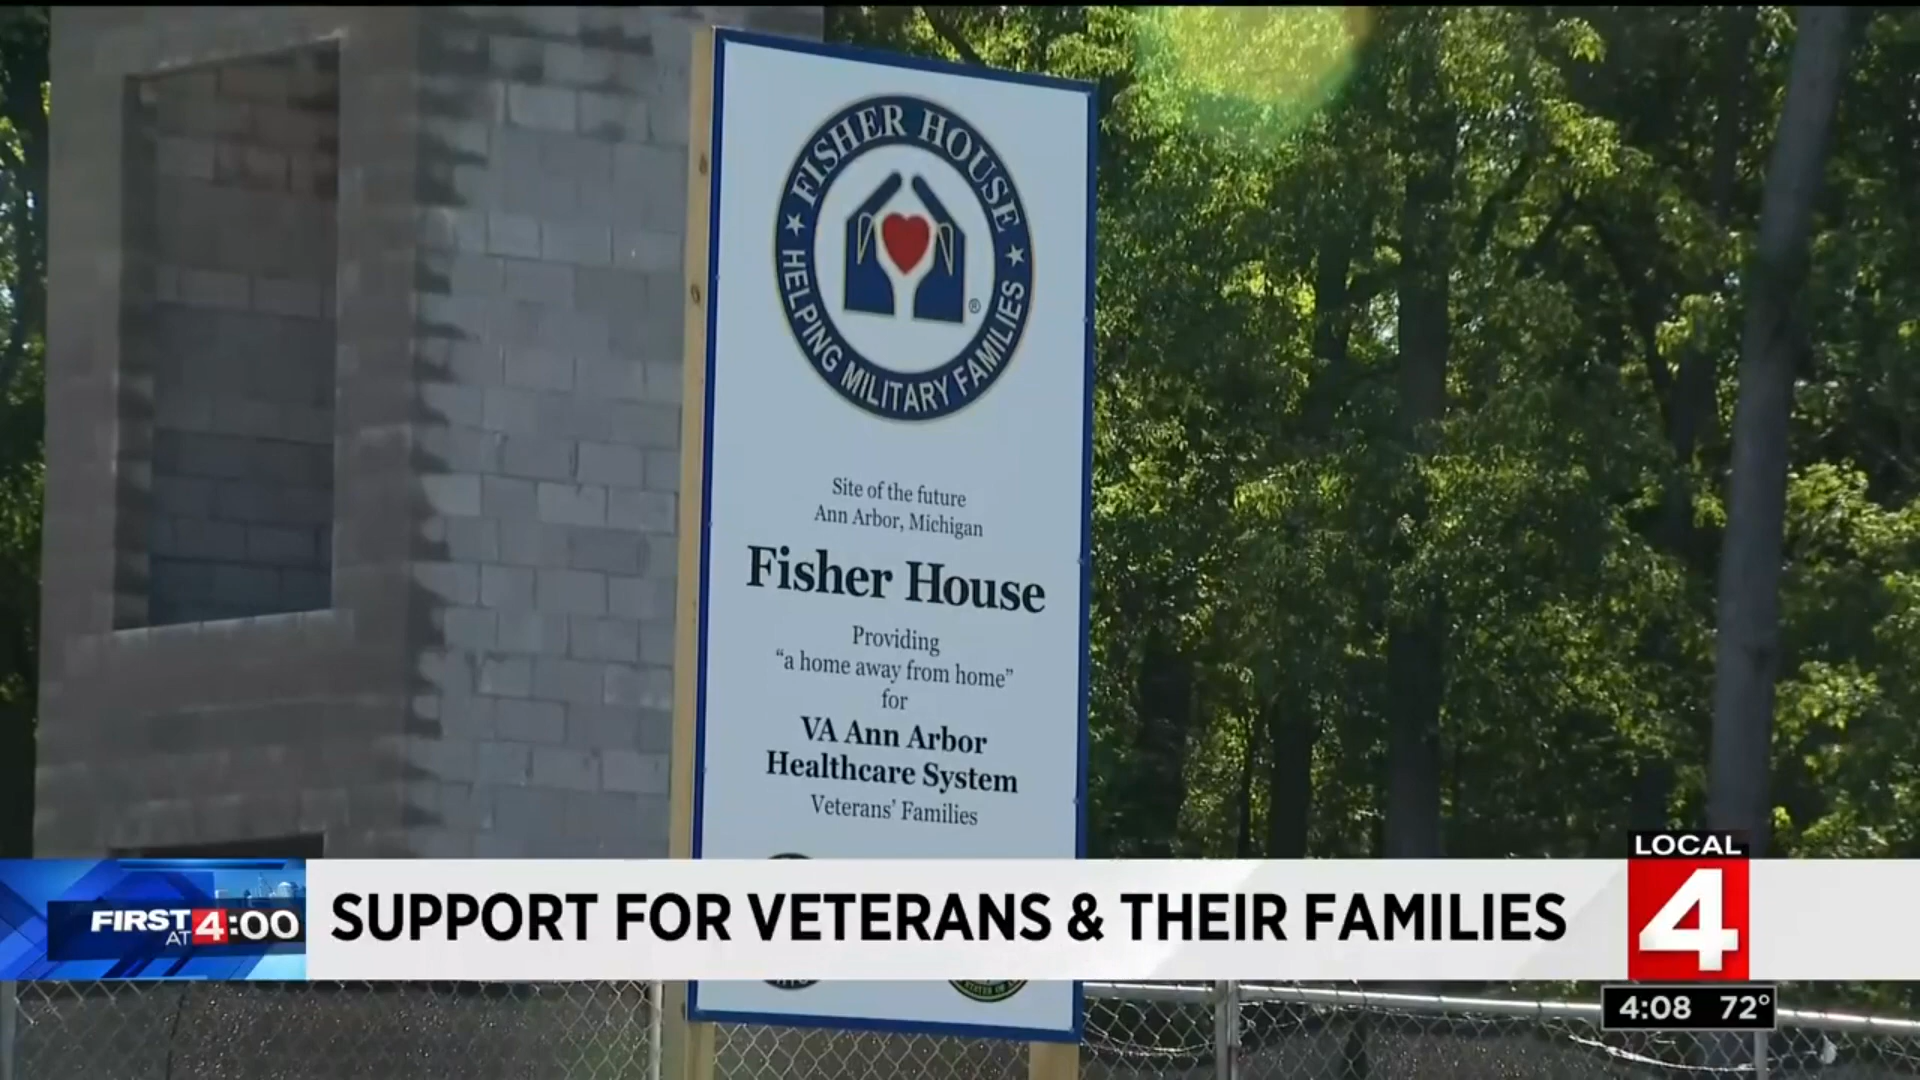 FISHER HOUSE
★ HELPING MILITARY FAMILIES ★
®
Site of the future
Ann Arbor, Michigan
Fisher House
Providing
“a home away from home”
for
VA Ann Arbor
Healthcare System
Veterans’ Families
FIRST AT 4:00
SUPPORT FOR VETERANS & THEIR FAMILIES
LOCAL
4
4:08 72°